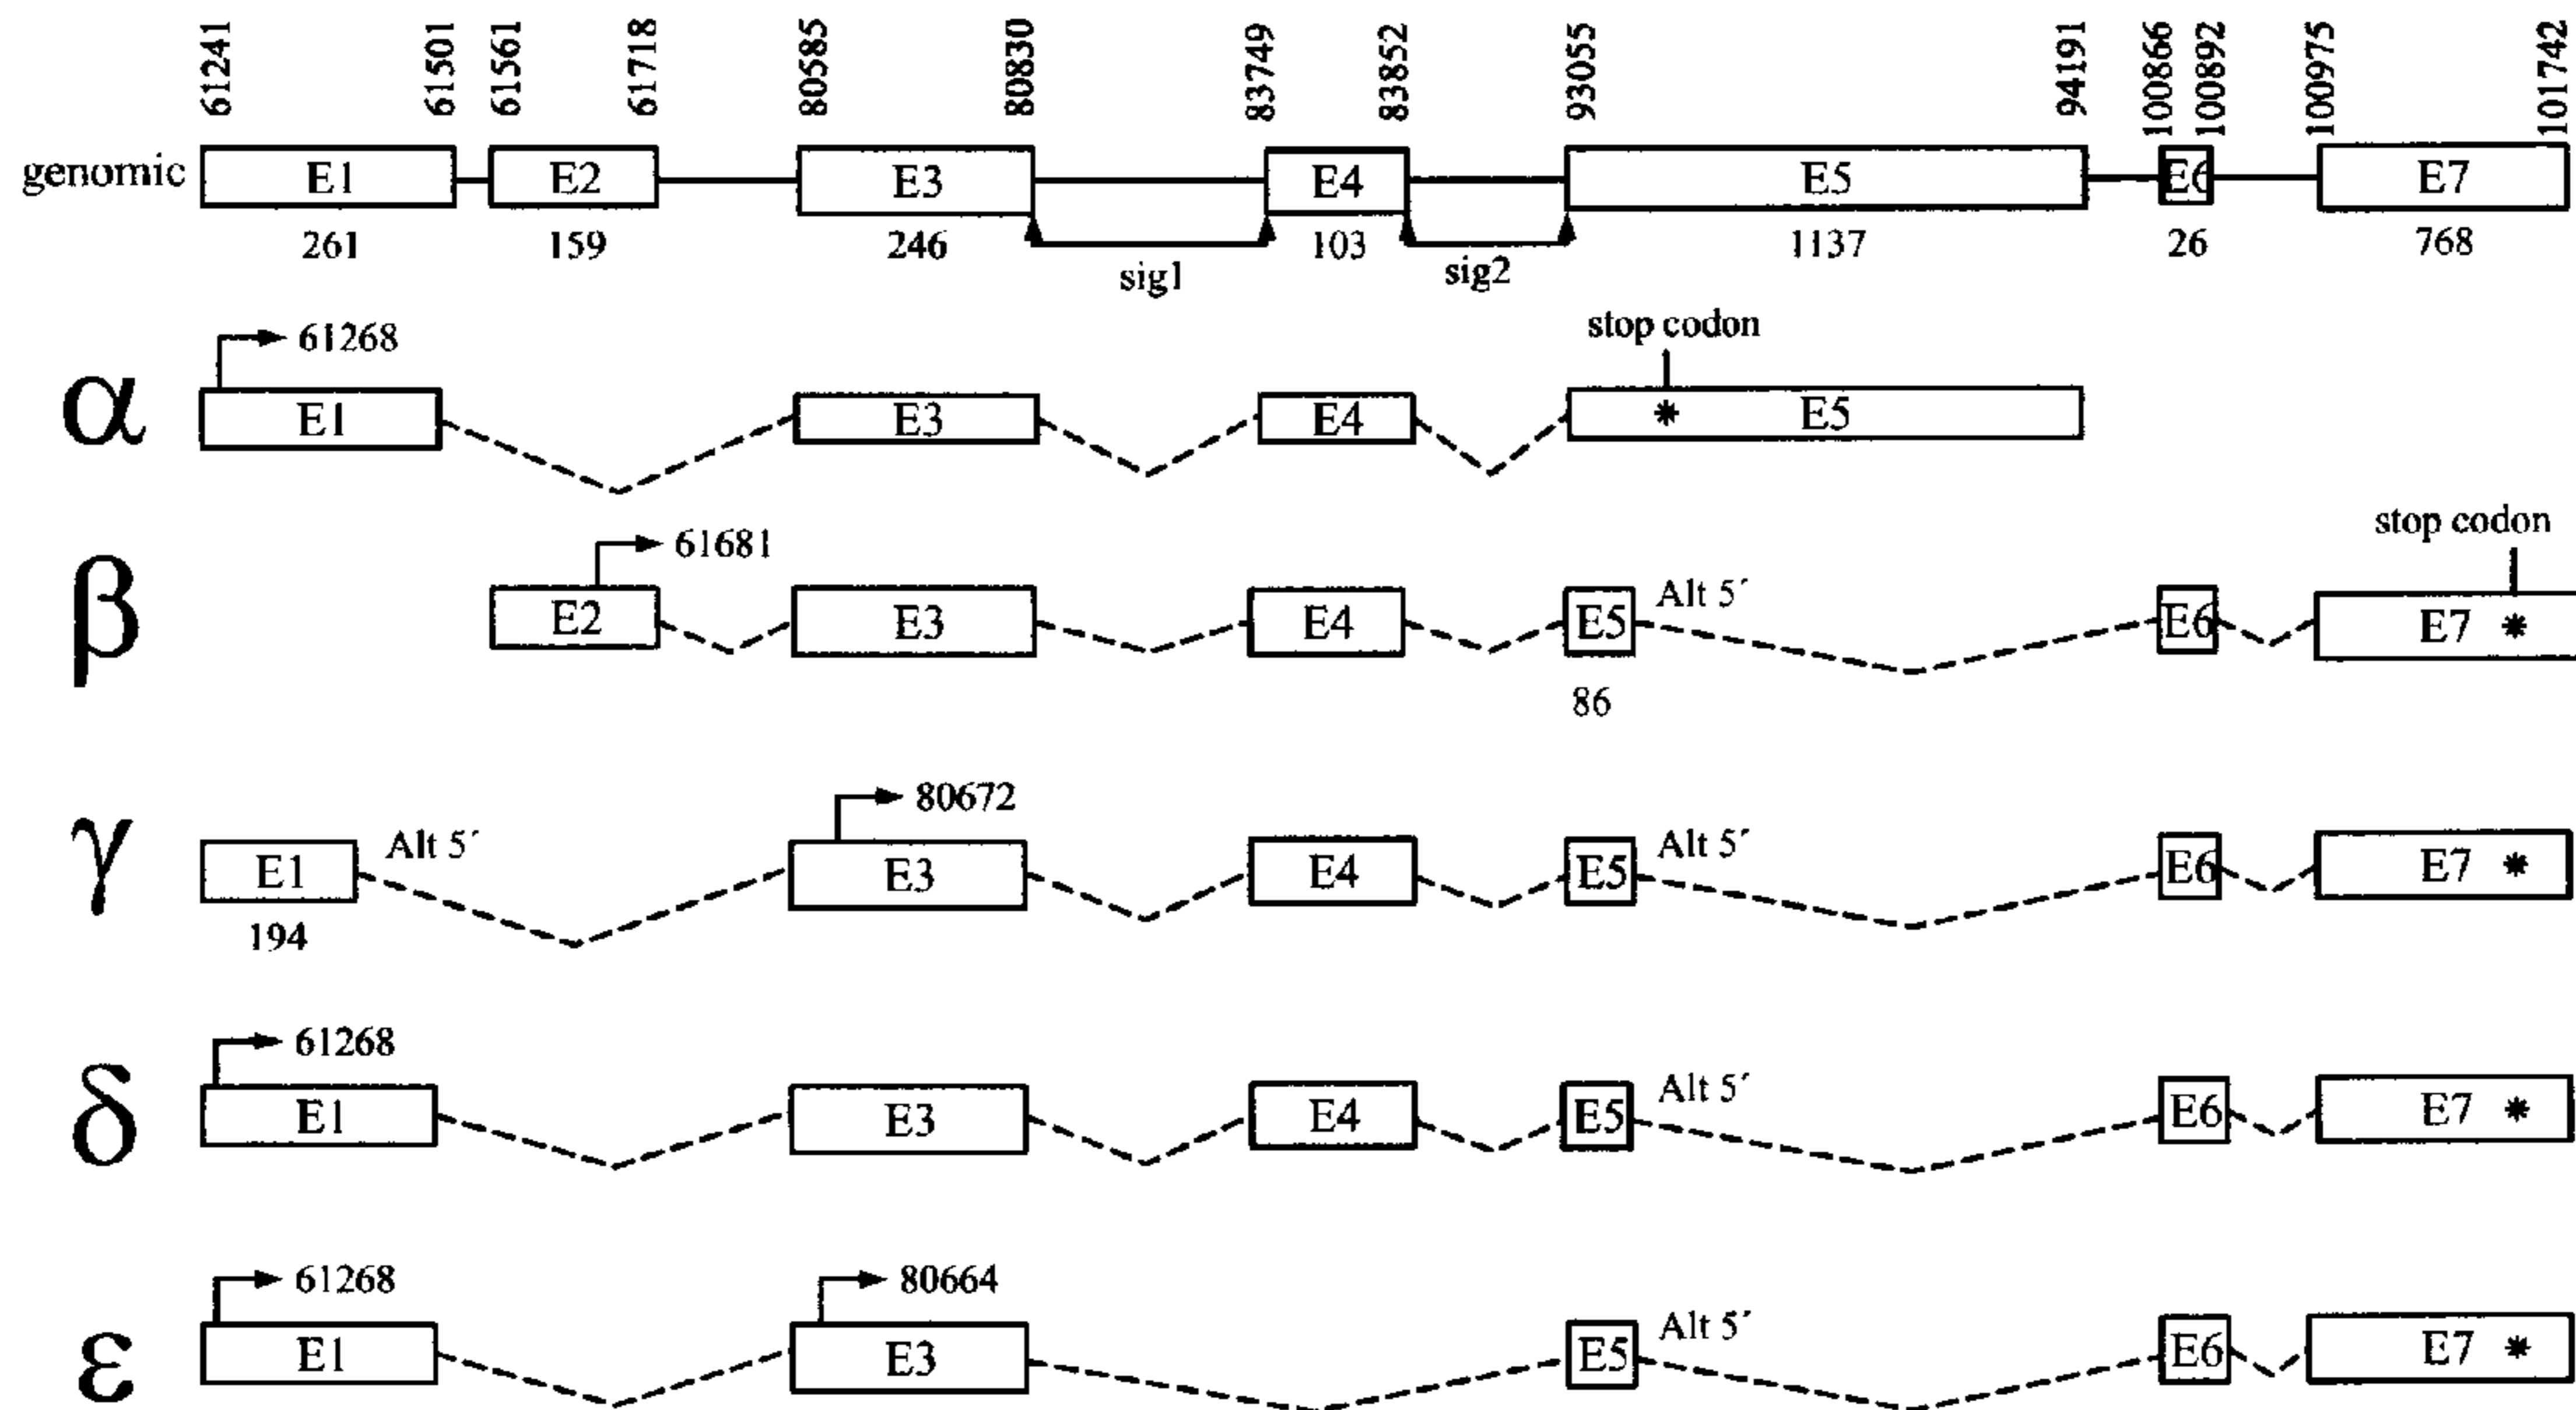 61241 61501 61561 61718 80585 80830 83749 83852 93055 94191 100866 100892 100975 101742
genomic E1 E2 E3 E4 E5 E6 E7
261 159 246 103 1137 26 768
sig1 sig2
stop codon
61268
α E1 E3 E4 * E5
stop codon
61681
β E2 E3 E4 E5 Alt 5´ E6 E7 *
86
80672
γ E1 Alt 5´ E3 E4 E5 Alt 5´ E6 E7 *
194
61268
δ E1 E3 E4 E5 Alt 5´ E6 E7 *
61268 80664
ε E1 E3 E5 Alt 5´ E6 E7 *